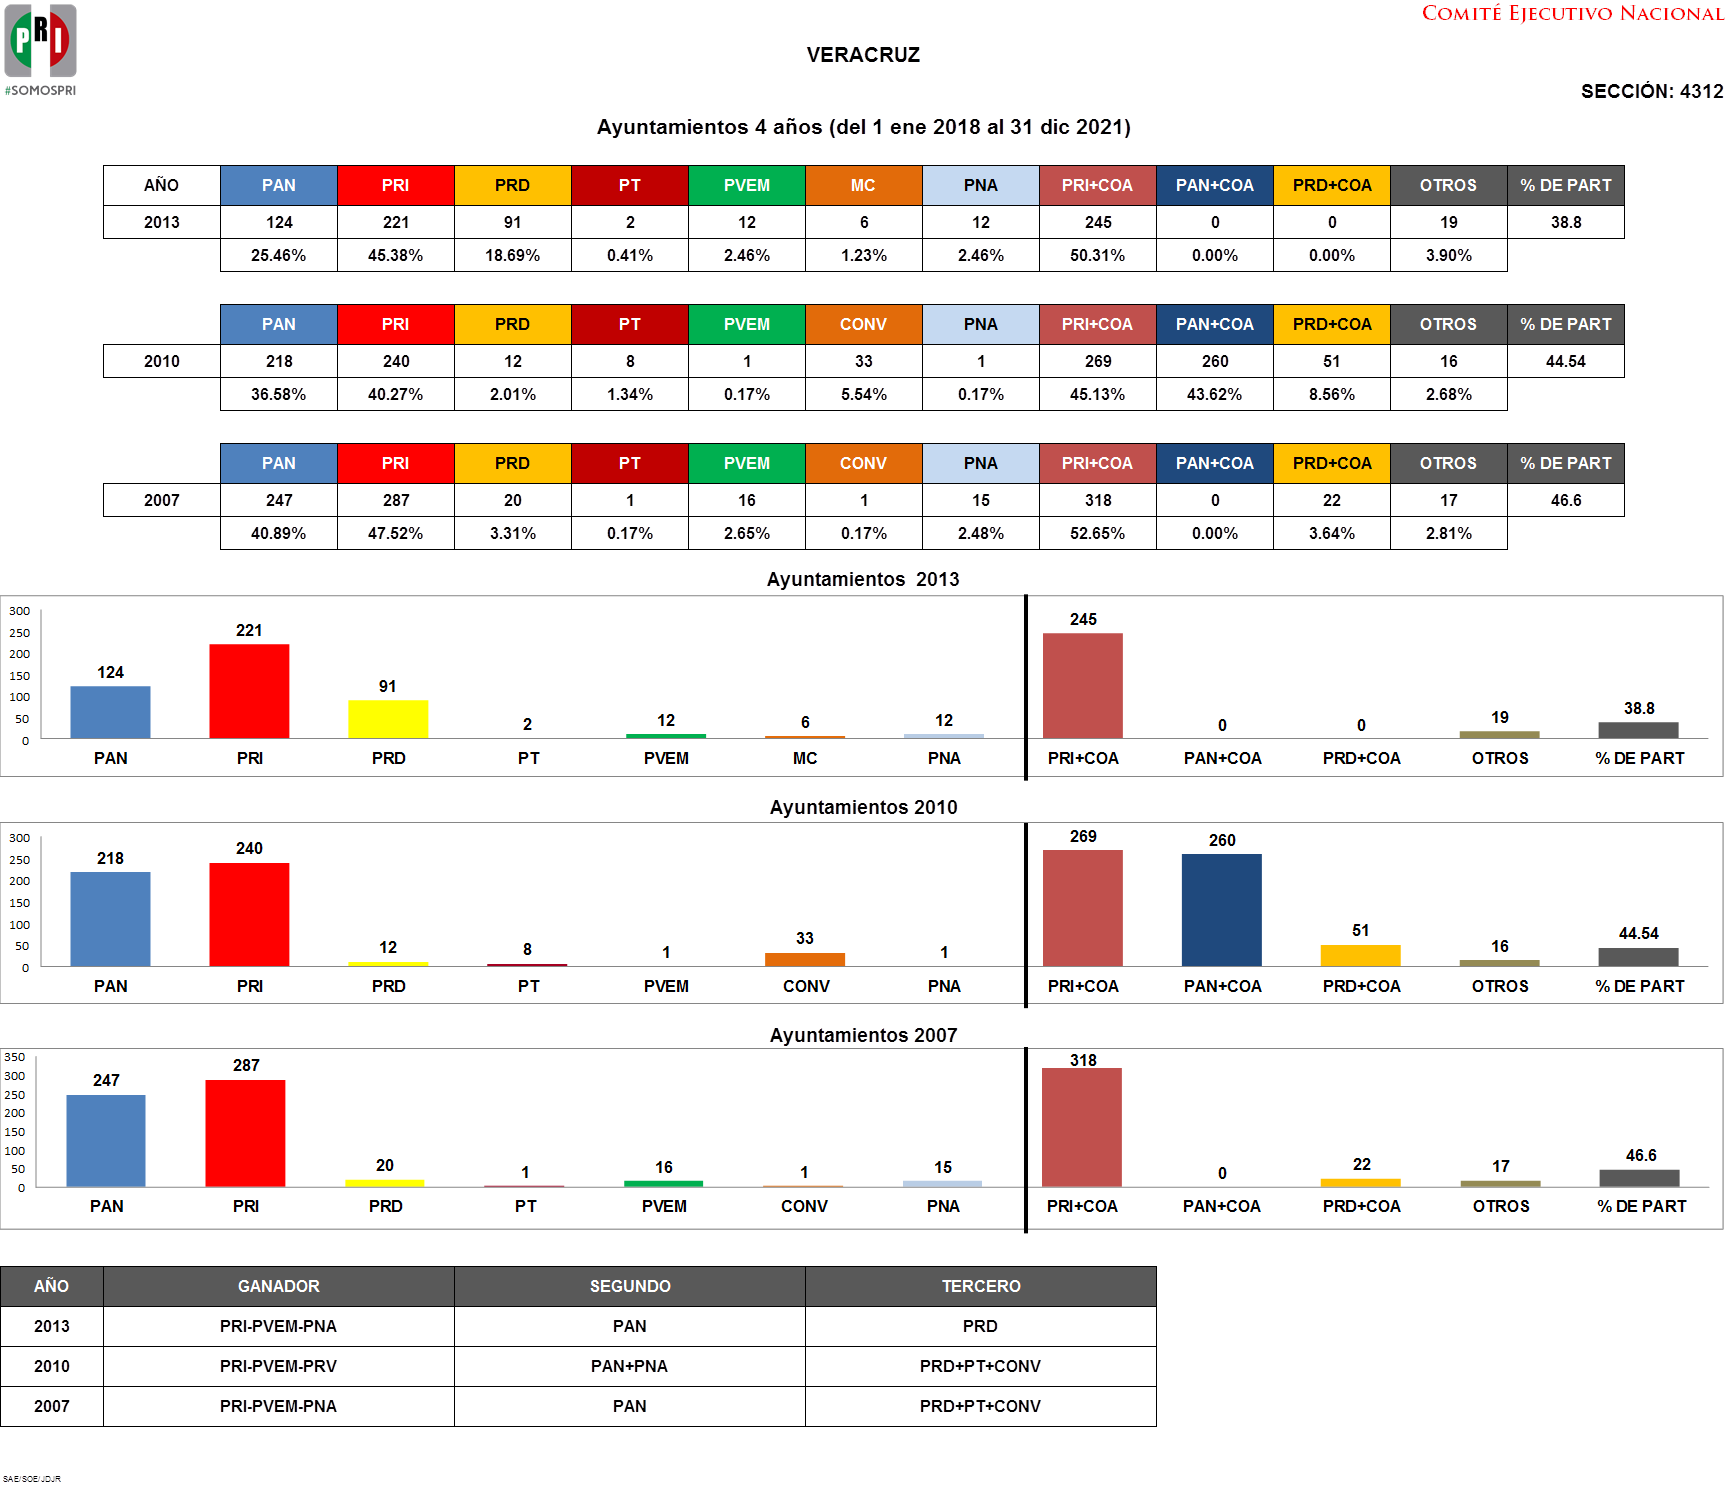 PRI
#SOMOSPRI
COMITÉ EJECUTIVO NACIONAL
VERACRUZ
SECCIÓN: 4312
Ayuntamientos 4 años (del 1 ene 2018 al 31 dic 2021)
AÑO PAN PRI PRD PT PVEM MC PNA PRI+COA PAN+COA PRD+COA OTROS % DE PART
2013 124 221 91 2 12 6 12 245 0 0 19 38.8
25.46% 45.38% 18.69% 0.41% 2.46% 1.23% 2.46% 50.31% 0.00% 0.00% 3.90%
PAN PRI PRD PT PVEM CONV PNA PRI+COA PAN+COA PRD+COA OTROS % DE PART
2010 218 240 12 8 1 33 1 269 260 51 16 44.54
36.58% 40.27% 2.01% 1.34% 0.17% 5.54% 0.17% 45.13% 43.62% 8.56% 2.68%
PAN PRI PRD PT PVEM CONV PNA PRI+COA PAN+COA PRD+COA OTROS % DE PART
2007 247 287 20 1 16 1 15 318 0 22 17 46.6
40.89% 47.52% 3.31% 0.17% 2.65% 0.17% 2.48% 52.65% 0.00% 3.64% 2.81%
Ayuntamientos 2013
300
250
200
150
100
50
0
124 221 91 2 12 6 12 245 0 0 19 38.8
PAN PRI PRD PT PVEM MC PNA PRI+COA PAN+COA PRD+COA OTROS % DE PART
Ayuntamientos 2010
300
250
200
150
100
50
0
218 240 12 8 1 33 1 269 260 51 16 44.54
PAN PRI PRD PT PVEM CONV PNA PRI+COA PAN+COA PRD+COA OTROS % DE PART
Ayuntamientos 2007
350
300
250
200
150
100
50
0
247 287 20 1 16 1 15 318 0 22 17 46.6
PAN PRI PRD PT PVEM CONV PNA PRI+COA PAN+COA PRD+COA OTROS % DE PART
AÑO GANADOR SEGUNDO TERCERO
2013 PRI-PVEM-PNA PAN PRD
2010 PRI-PVEM-PRV PAN+PNA PRD+PT+CONV
2007 PRI-PVEM-PNA PAN PRD+PT+CONV
SAE/SOE/JDJR